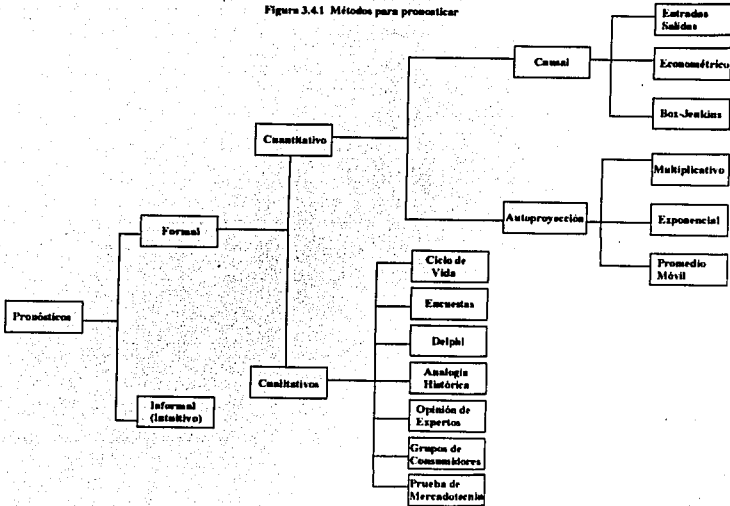 Figura 3.4.1 Métodos para pronosticar
Entradas
Salidas
Causal
Econométrico
Box-Jenkins
Cuantitativo
Multiplicativo
Autoproyección
Exponencial
Promedio
Móvil
Formal
Ciclo de
Vida
Encuestas
Pronósticos
Delphi
Cualitativos
Analogía
Histórica
Informal
(Intuitivo)
Opinión de
Expertos
Grupos de
Consumidores
Prueba de
Mercadotecnia